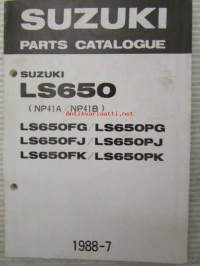 SUZUKI
PARTS CATALOGUE
SUZUKI
LS650
( NP41A / NP41B )
LS650FG / LS650PG
LS650FJ / LS650PJ
LS650FK / LS650PK
1988-7